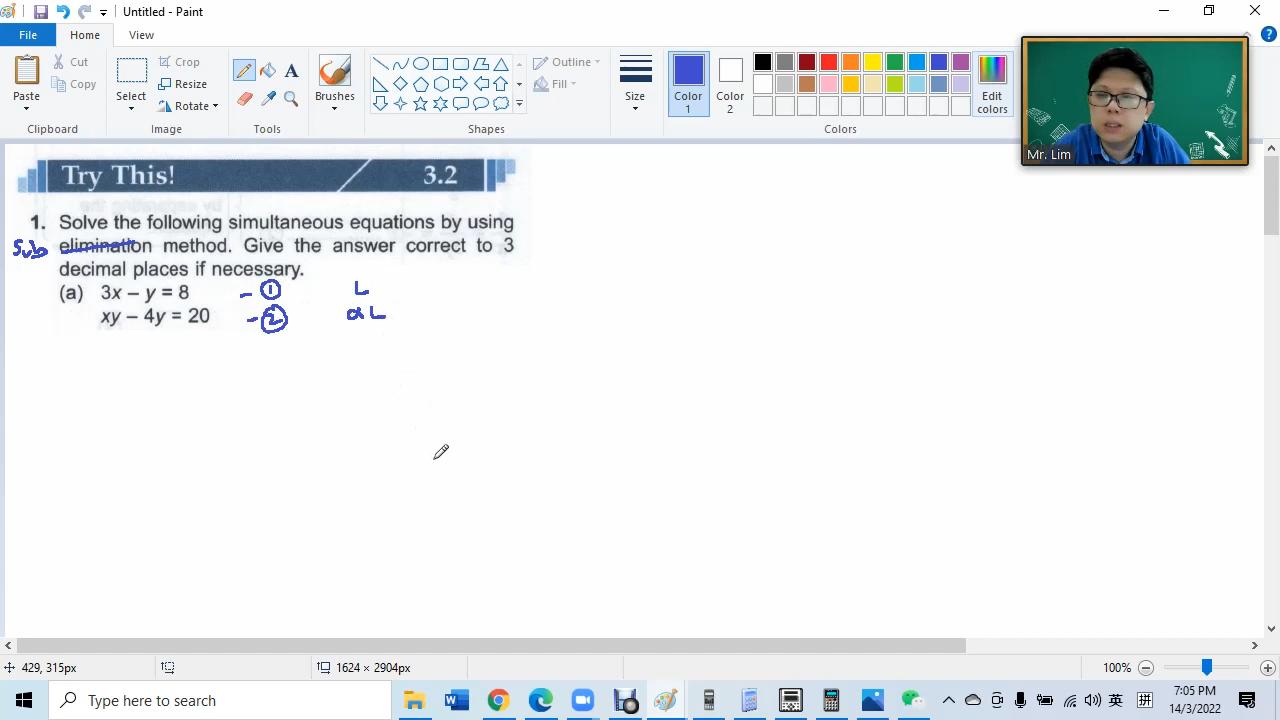 Untitled - Paint
File Home View
Paste Cut Copy Clipboard
Select Crop Resize Rotate Image
Tools
Brushes
Shapes
Outline Fill
Size
Color 1 Color 2 Edit colors Colors
Mr. Lim
Try This! 3.2
1. Solve the following simultaneous equations by using
Sub elimination method. Give the answer correct to 3
decimal places if necessary.
(a) 3x – y = 8 - ① L
xy – 4y = 20 - ② αL
429, 315px 1624 × 2904px 100%
Type here to search
英 拼 7:05 PM
14/3/2022